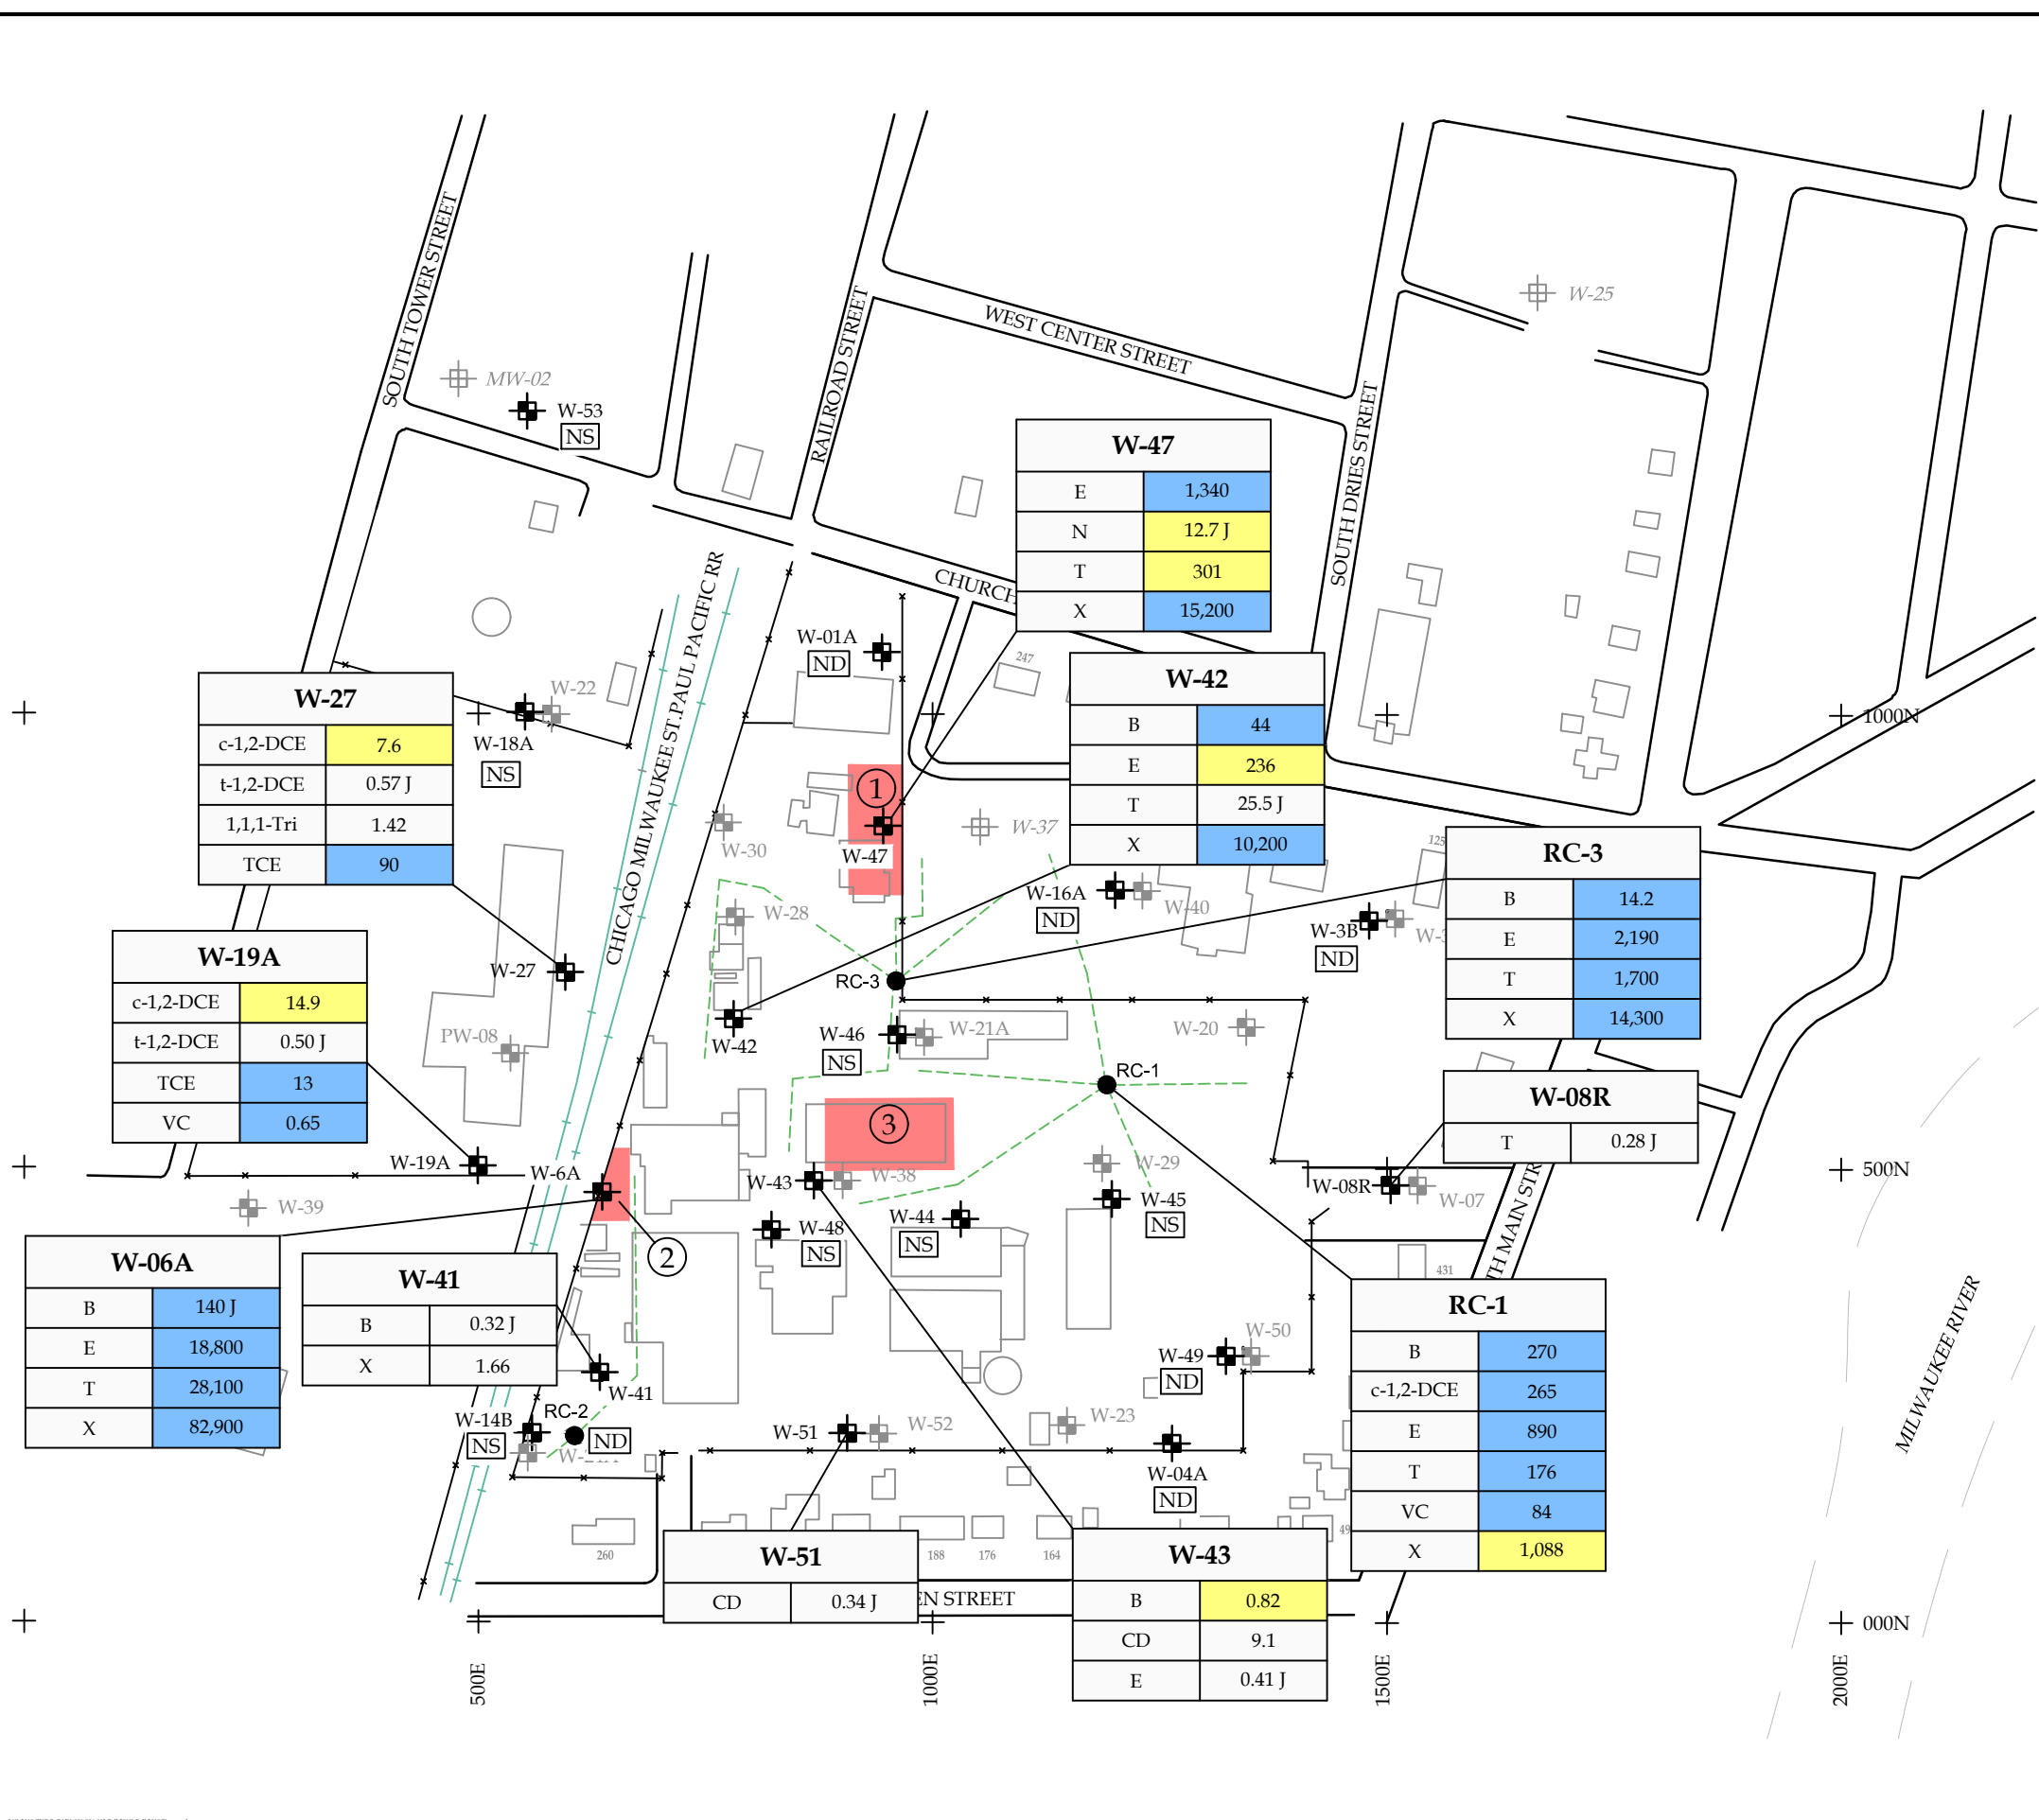 SOUTH TOWER STREET
RAILROAD STREET
WEST CENTER STREET
SOUTH DRIES STREET
W-25
MW-02
W-53
NS
W-47
E 1,340
N 12.7 J
T 301
X 15,200
CHURCH
CHICAGO MILWAUKEE ST.PAUL PACIFIC RR
W-01A
ND
247
W-42
B 44
E 236
T 25.5 J
X 10,200
W-27
c-1,2-DCE 7.6
t-1,2-DCE 0.57 J
1,1,1-Tri 1.42
TCE 90
W-22
W-18A
NS
1000N
1
W-30
W-47
W-37
125
RC-3
B 14.2
E 2,190
T 1,700
X 14,300
W-28
W-16A
ND
W-40
W-3B
ND
W-19A
c-1,2-DCE 14.9
t-1,2-DCE 0.50 J
TCE 13
VC 0.65
W-27
RC-3
PW-08
W-42
W-46
NS
W-21A
W-20
RC-1
W-08R
T 0.28 J
3
W-19A
W-6A
W-43
W-38
W-29
500N
W-39
W-45
NS
W-08R
W-07
W-48
NS
W-44
NS
2
W-06A
B 140 J
E 18,800
T 28,100
X 82,900
W-41
B 0.32 J
X 1.66
TH MAIN STR
431
RC-1
B 270
c-1,2-DCE 265
E 890
T 176
VC 84
X 1,088
MILWAUKEE RIVER
W-50
W-49
ND
W-41
RC-2
ND
W-14B
NS
W-51
W-52
W-23
W-04A
ND
49
260
188
176
164
W-51
CD 0.34 J
EN STREET
W-43
B 0.82
CD 9.1
E 0.41 J
000N
500E
1000E
1500E
2000E